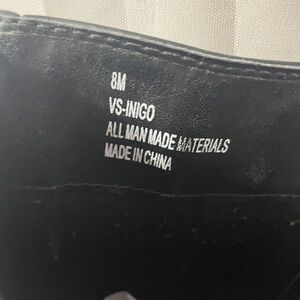 8M
VS-INIGO
ALL MAN MADE MATERIALS
MADE IN CHINA